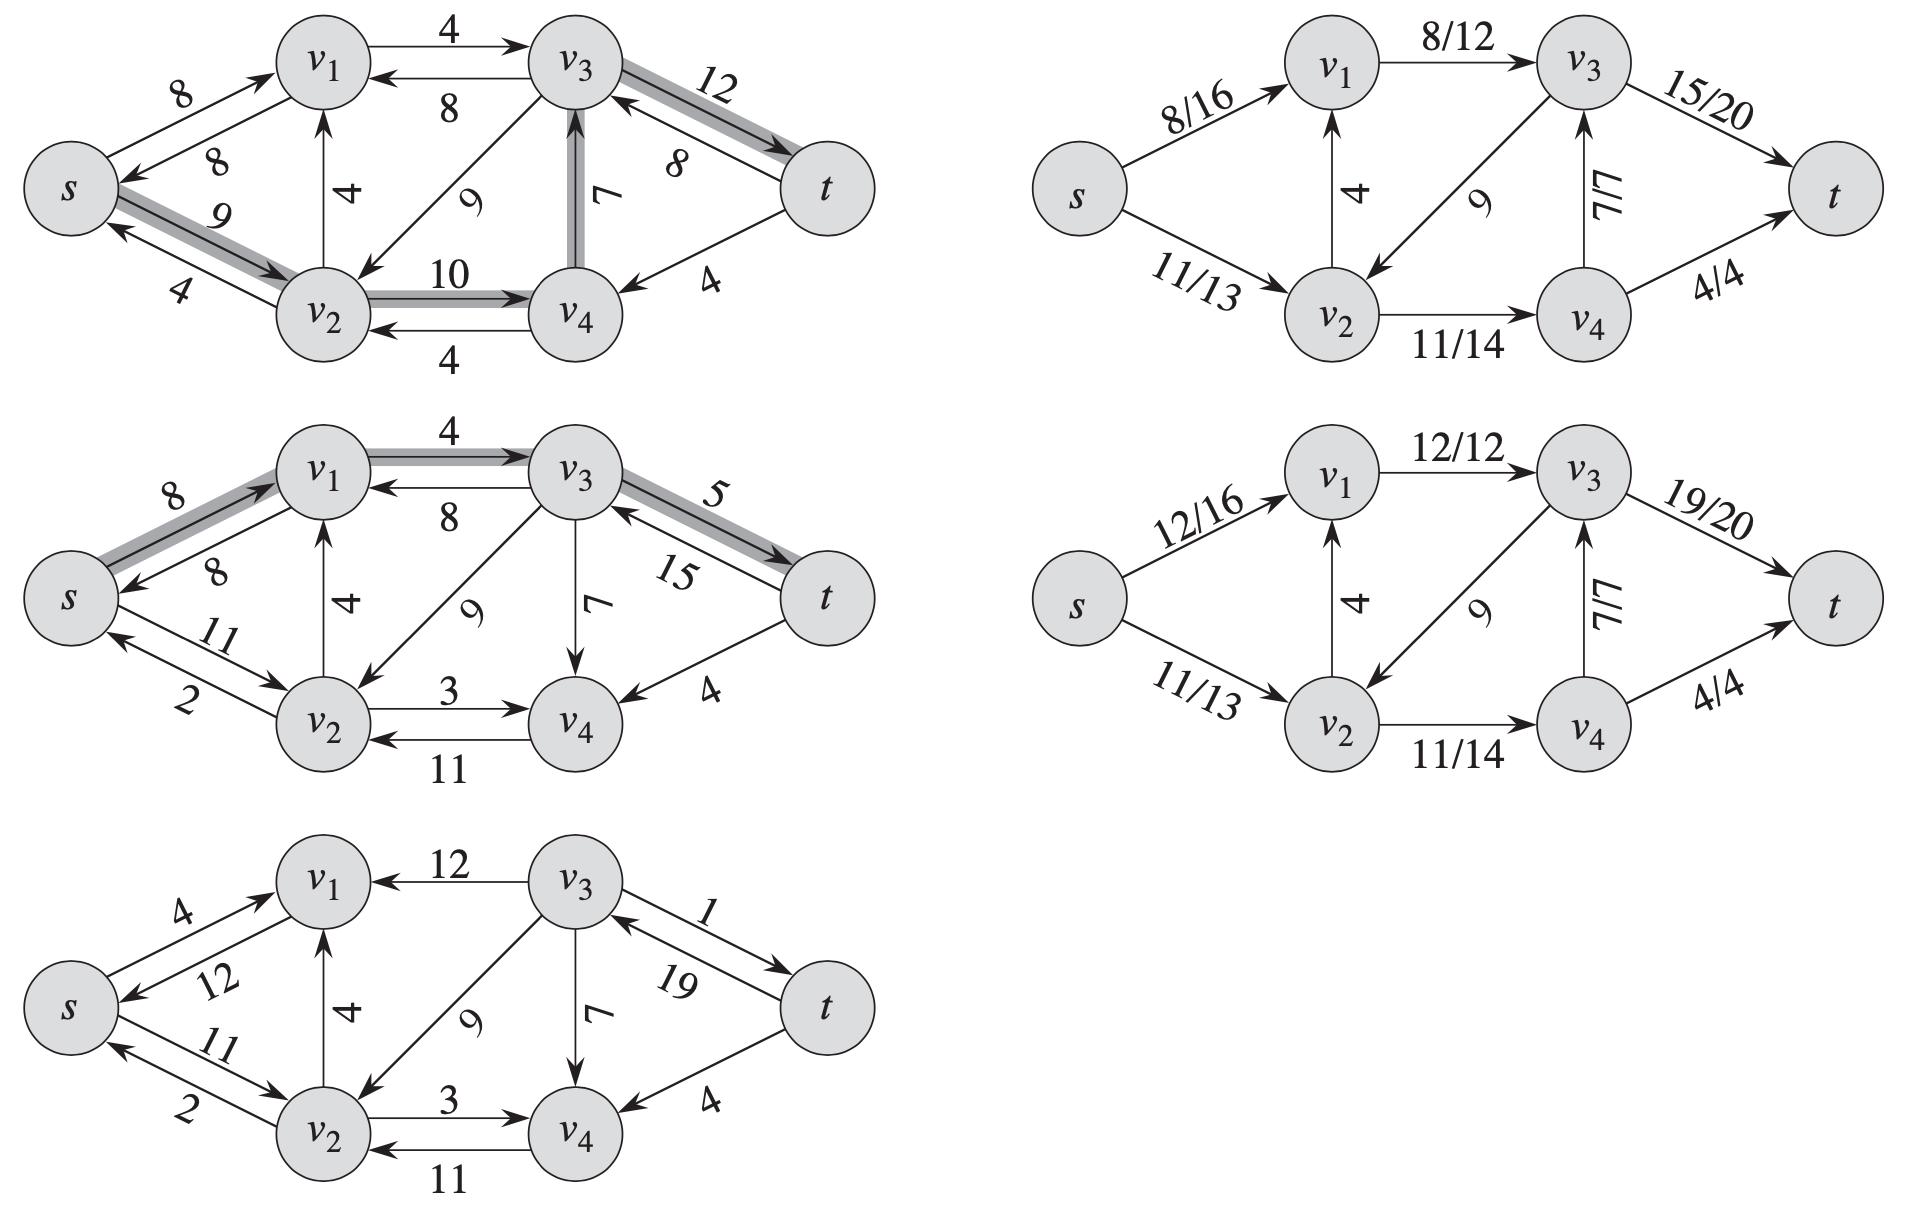 4
v1 v3
8 12
8
8 8
s 9 4 9 7 t
10
4 v2 v4 4
4
8/12
v1 v3
8/16 15/20
s 4 9 7/7 t
11/13 v2 v4 4/4
11/14
4
v1 v3
8 5
8
8 15
s 4 9 7 t
11 3
2 v2 v4 4
11
12/12
v1 v3
12/16 19/20
s 4 9 7/7 t
11/13 v2 v4 4/4
11/14
12
v1 v3
4 1
12 19
s 4 9 7 t
11 3
2 v2 v4 4
11